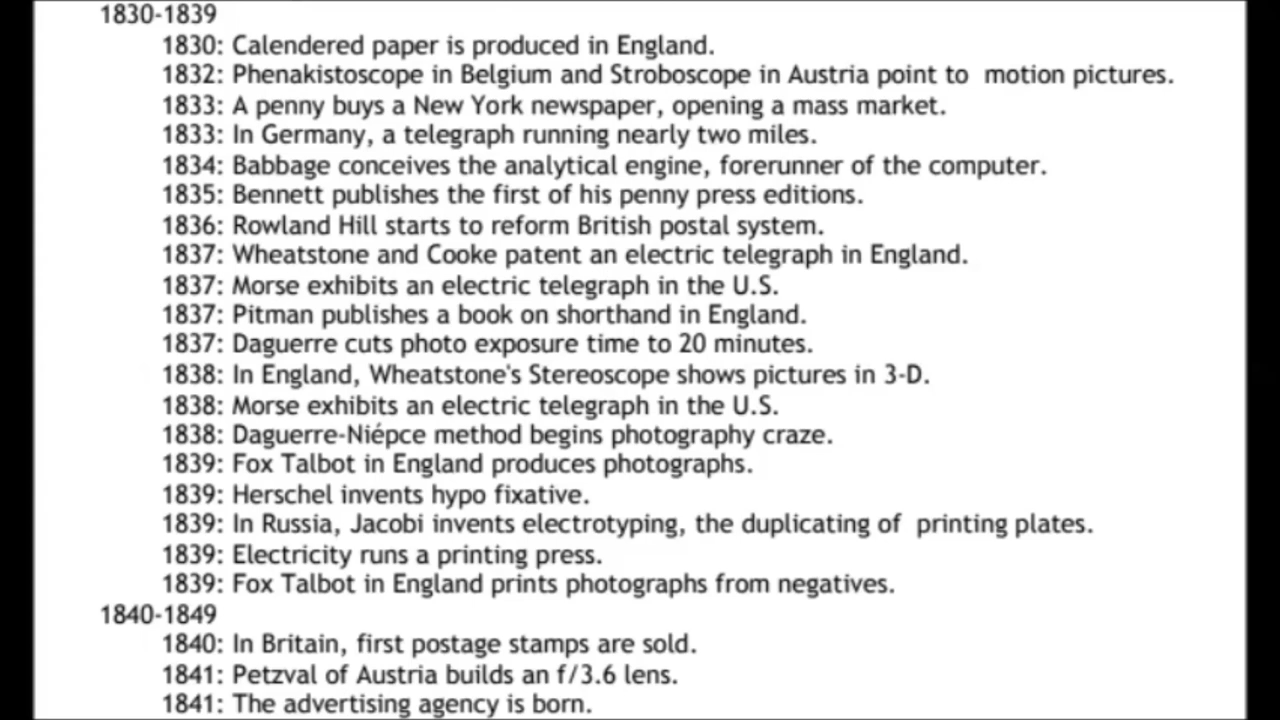 1830-1839
1830: Calendered paper is produced in England.
1832: Phenakistoscope in Belgium and Stroboscope in Austria point to  motion pictures.
1833: A penny buys a New York newspaper, opening a mass market.
1833: In Germany, a telegraph running nearly two miles.
1834: Babbage conceives the analytical engine, forerunner of the computer.
1835: Bennett publishes the first of his penny press editions.
1836: Rowland Hill starts to reform British postal system.
1837: Wheatstone and Cooke patent an electric telegraph in England.
1837: Morse exhibits an electric telegraph in the U.S.
1837: Pitman publishes a book on shorthand in England.
1837: Daguerre cuts photo exposure time to 20 minutes.
1838: In England, Wheatstone's Stereoscope shows pictures in 3-D.
1838: Morse exhibits an electric telegraph in the U.S.
1838: Daguerre-Niépce method begins photography craze.
1839: Fox Talbot in England produces photographs.
1839: Herschel invents hypo fixative.
1839: In Russia, Jacobi invents electrotyping, the duplicating of  printing plates.
1839: Electricity runs a printing press.
1839: Fox Talbot in England prints photographs from negatives.
1840-1849
1840: In Britain, first postage stamps are sold.
1841: Petzval of Austria builds an f/3.6 lens.
1841: The advertising agency is born.